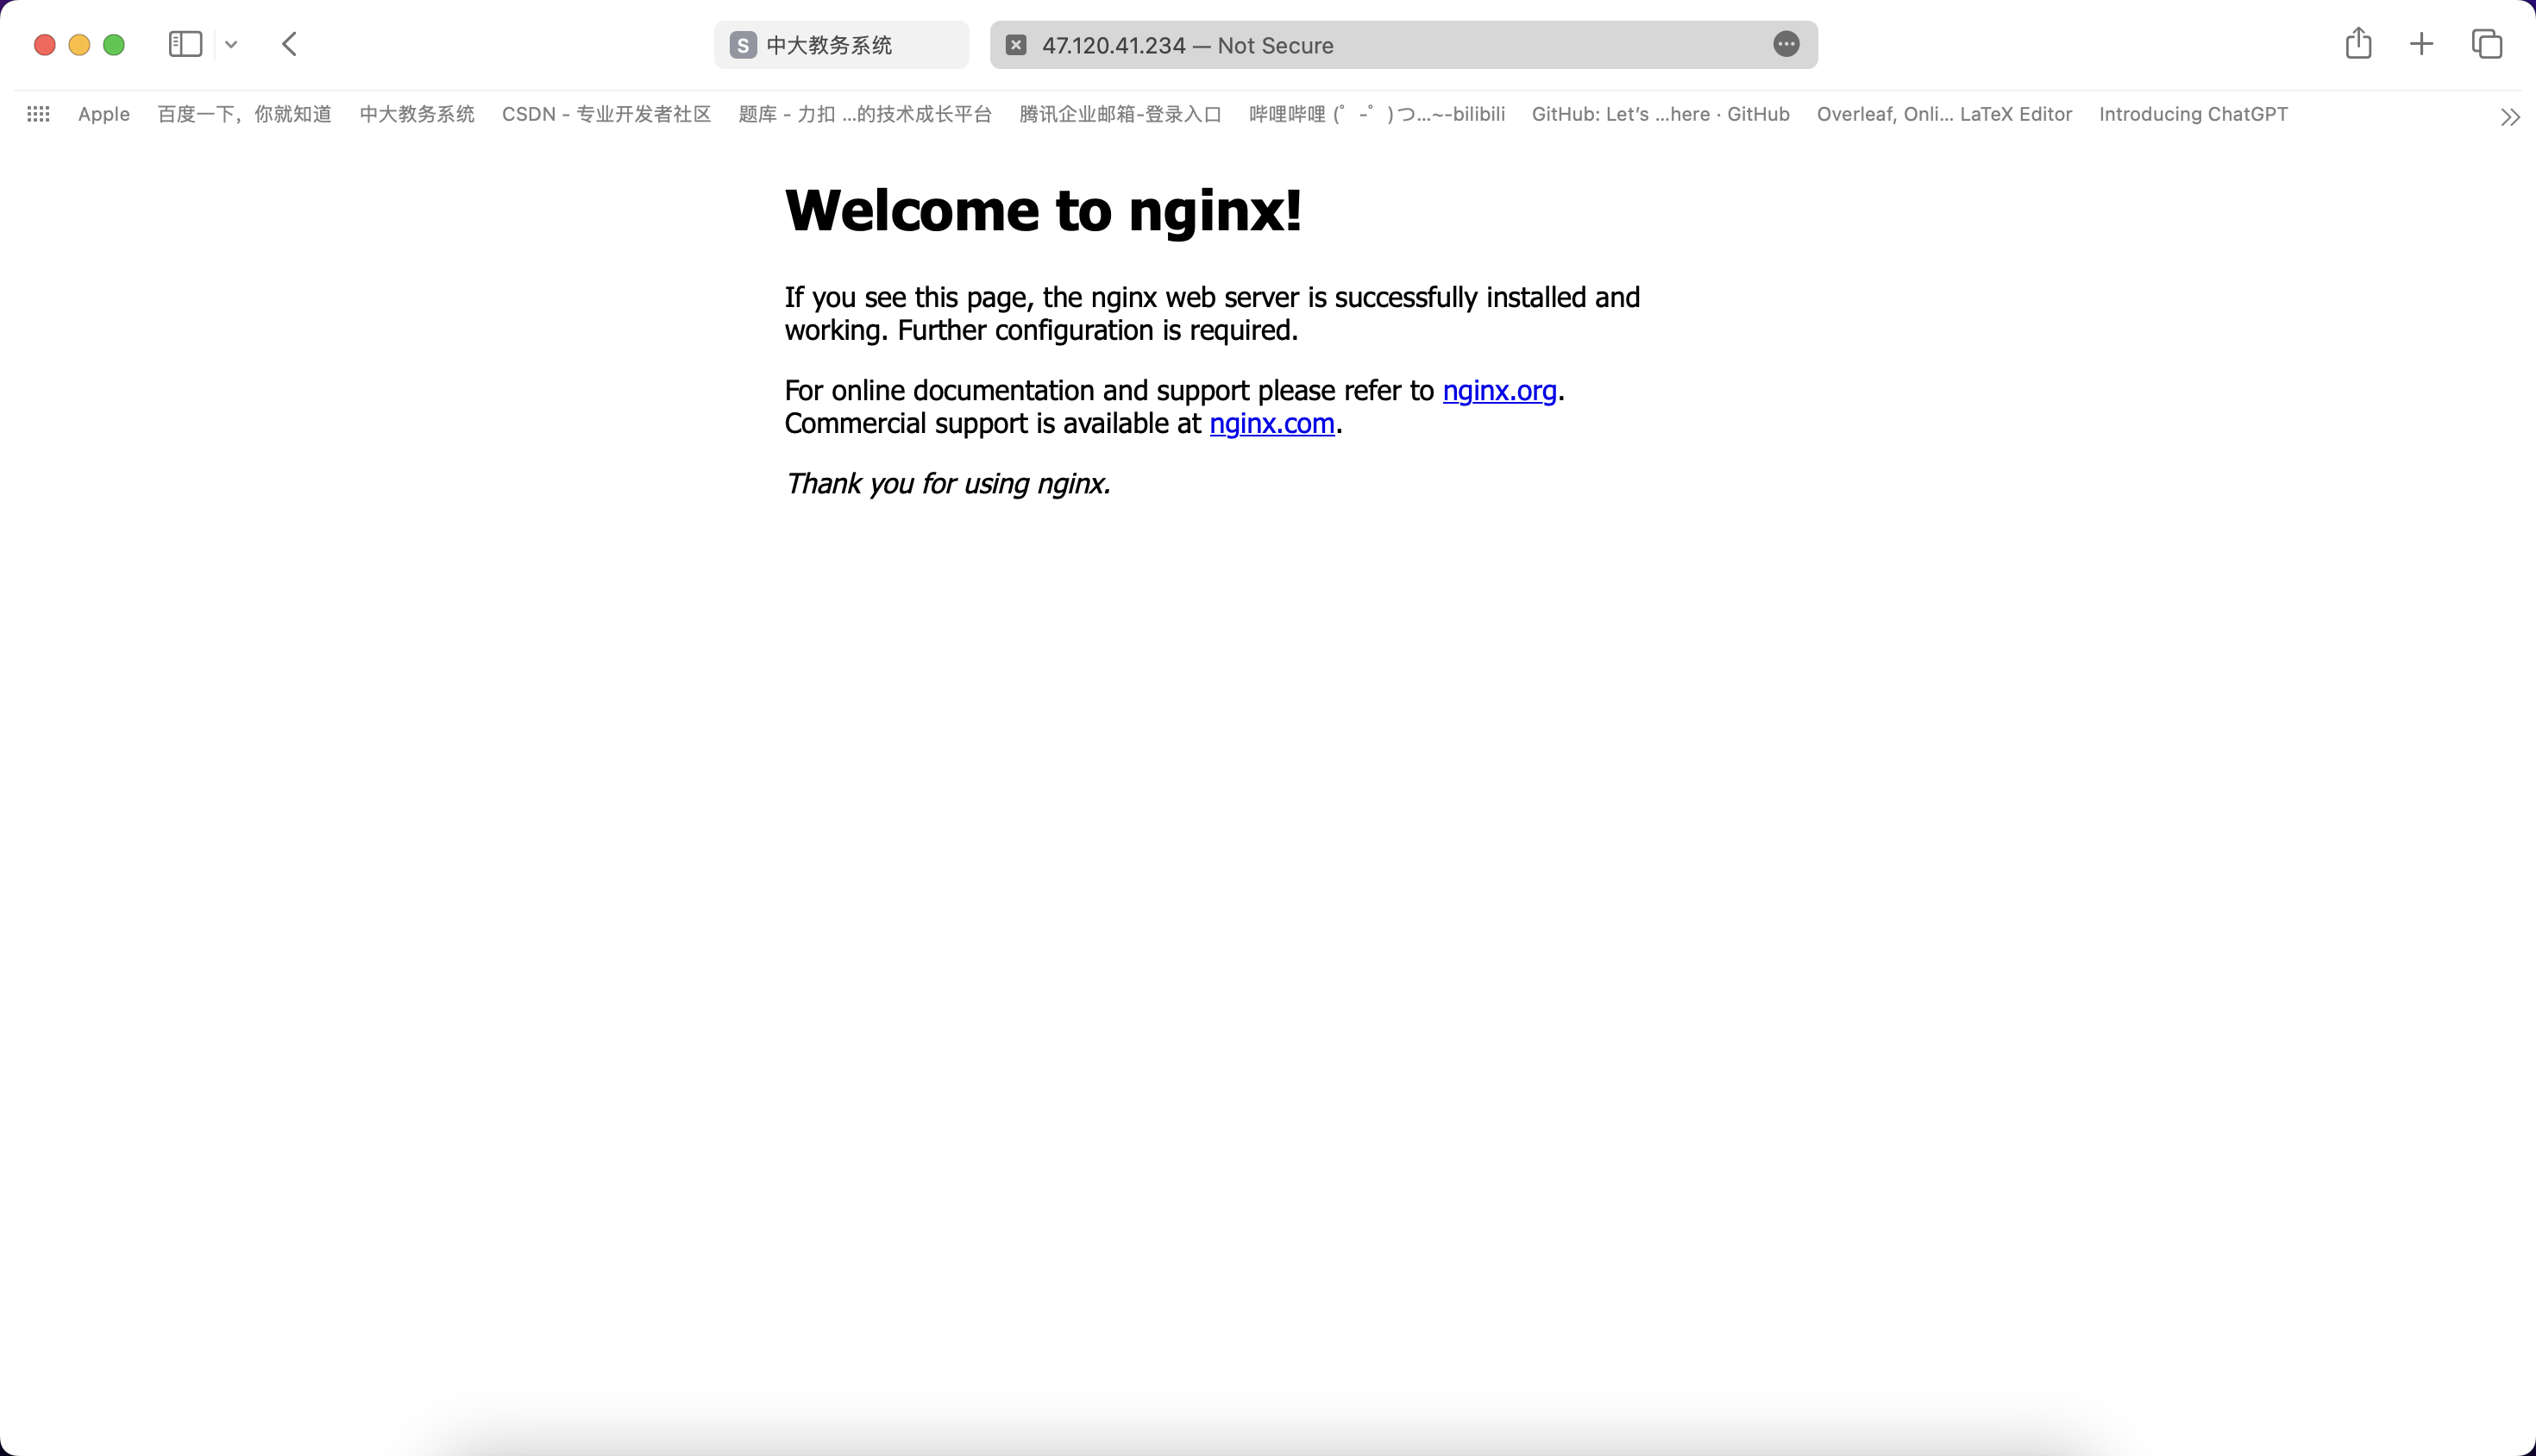 S 中大教务系统
47.120.41.234 — Not Secure
Apple 百度一下，你就知道 中大教务系统 CSDN - 专业开发者社区 题库 - 力扣 ...的技术成长平台 腾讯企业邮箱-登录入口 哔哩哔哩 (゜-゜)つ...~-bilibili GitHub: Let’s ...here · GitHub Overleaf, Onli... LaTeX Editor Introducing ChatGPT
Welcome to nginx!
If you see this page, the nginx web server is successfully installed and
working. Further configuration is required.
For online documentation and support please refer to nginx.org.
Commercial support is available at nginx.com.
Thank you for using nginx.